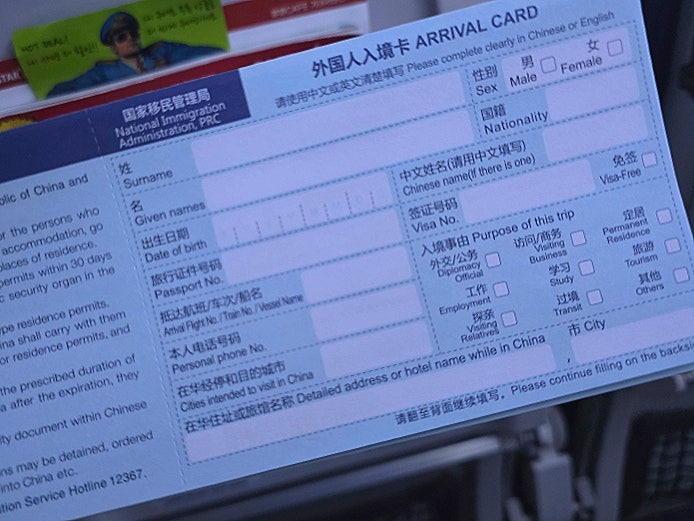 HOT DEAL!
外国人入境卡 ARRIVAL CARD
请使用中文或英文清楚填写 Please complete clearly in Chinese or English
国家移民管理局
National Immigration
Administration, PRC
姓
Surname
性别
Sex
男
Male
女
Female
名
Given names
国籍
Nationality
出生日期
Date of birth
中文姓名(请用中文填写)
Chinese name(If there is one)
旅行证件号码
Passport No.
签证号码
Visa No.
免签
Visa-Free
抵达航班/车次/船名
Arrival Flight No. / Train No. / Vessel Name
入境事由 Purpose of this trip
外交/公务
Diplomacy
Official
访问/商务
Visiting
Business
定居
Permanent
Residence
工作
Employment
学习
Study
旅游
Tourism
探亲
Visiting
Relatives
过境
Transit
其他
Others
本人电话号码
Personal phone No.
在华经停和目的城市
Cities intended to visit in China
在华住址或旅馆名称 Detailed address or hotel name while in China
, 市 City
请翻至背面继续填写。 Please continue filling on the backsi
blic of China and
or the persons who
accommodation, go
places of residence.
permits within 30 days
c security organ in the
pe residence permits.
ina shall carry with them
or residence permits, and
the prescribed duration of
a after the expiration, they
ity document within Chinese
ns may be detained, ordered
into China etc.
tion Service Hotline 12367.